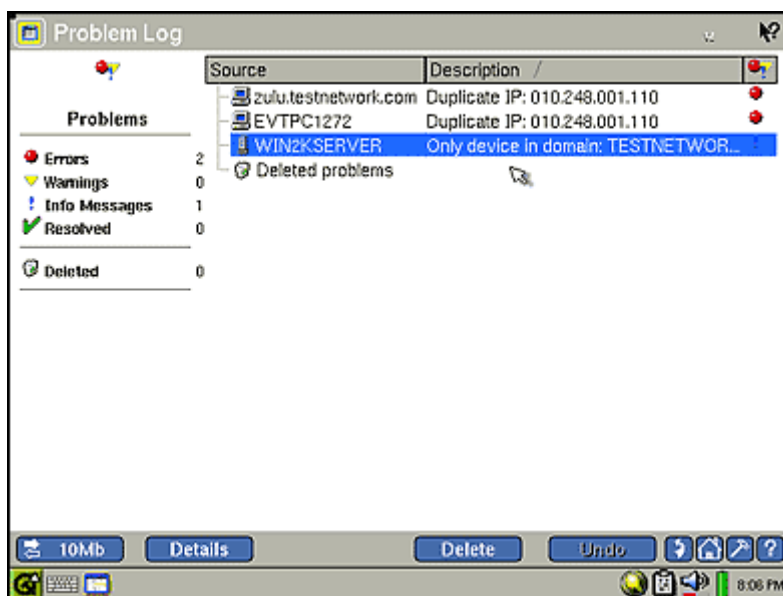 Problem Log
Source Description /
Problems
zulu.testnetwork.com Duplicate IP: 010.248.001.110
EVTPC1272 Duplicate IP: 010.248.001.110
WIN2KSERVER Only device in domain: TESTNETWOR...
Deleted problems
Errors 2
Warnings 0
Info Messages 1
Resolved 0
Deleted 0
10Mb Details Delete Undo ?
8:06 PM